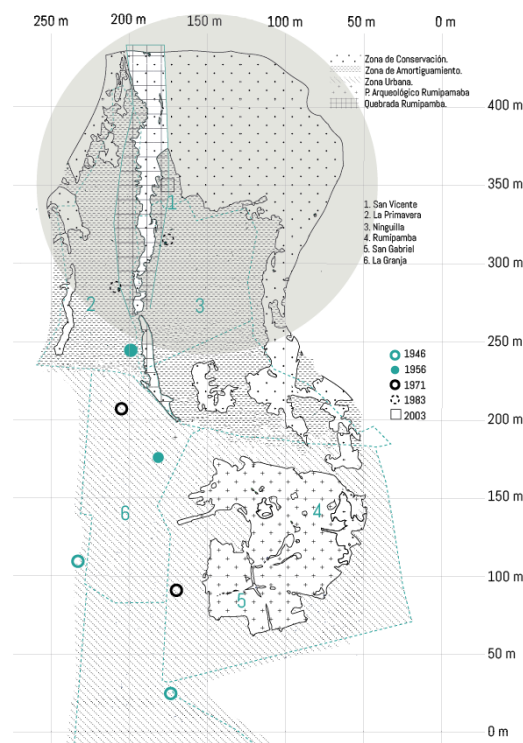 250 m 200 m 150 m 100 m 50 m 0 m
Zona de Conservación.
Zona de Amortiguamiento.
Zona Urbana.
P. Arqueológico Rumipamaba
Quebrada Rumipamba.
400 m
350 m
1
1. San Vicente
2. La Primavera
3. Ninguilla
4. Rumipamba
5. San Gabriel
6. La Granja
300 m
2
3
250 m
1946
1956
1971
1983
2003
200 m
150 m
6
4
100 m
5
50 m
0 m